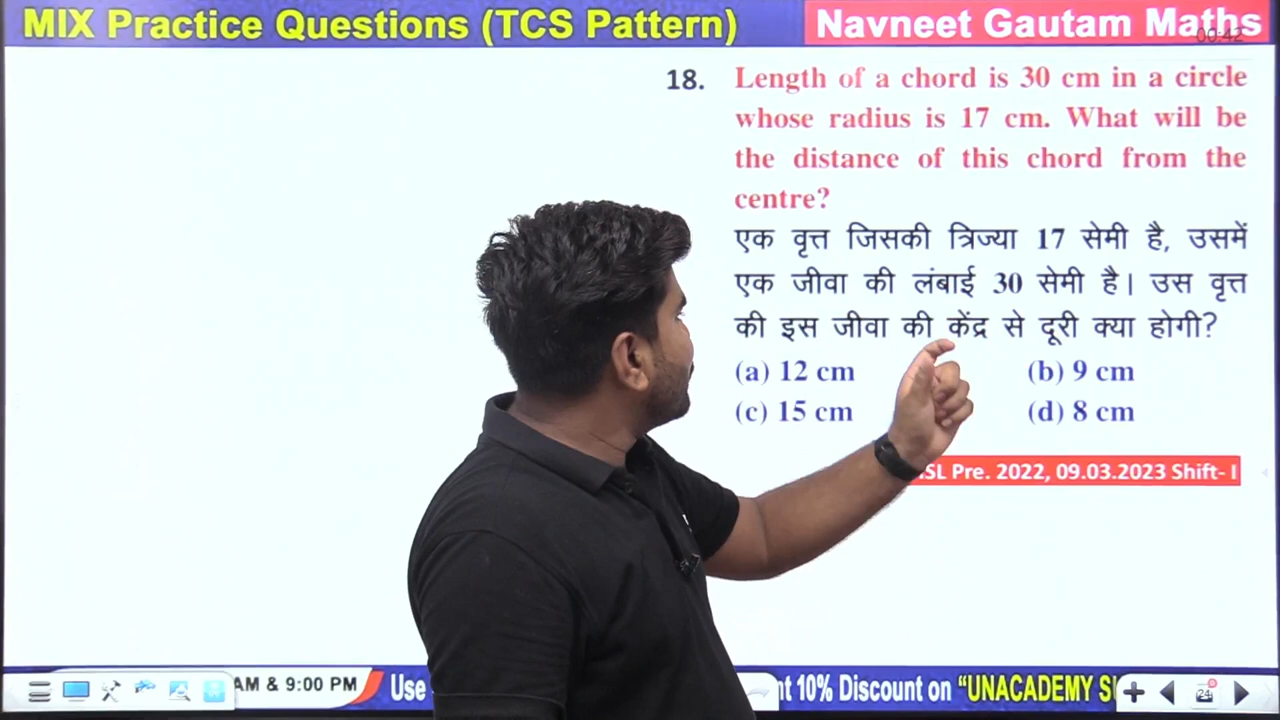 MIX Practice Questions (TCS Pattern)
Navneet Gautam Maths
00:42
18. Length of a chord is 30 cm in a circle
whose radius is 17 cm. What will be
the distance of this chord from the
centre?
एक वृत्त जिसकी त्रिज्या 17 सेमी है, उसमें
एक जीवा की लंबाई 30 सेमी है। उस वृत्त
की इस जीवा की केंद्र से दूरी क्या होगी?
(a) 12 cm (b) 9 cm
(c) 15 cm (d) 8 cm
SL Pre. 2022, 09.03.2023 Shift- I
AM & 9:00 PM
Use
10% Discount on “UNACADEMY
24